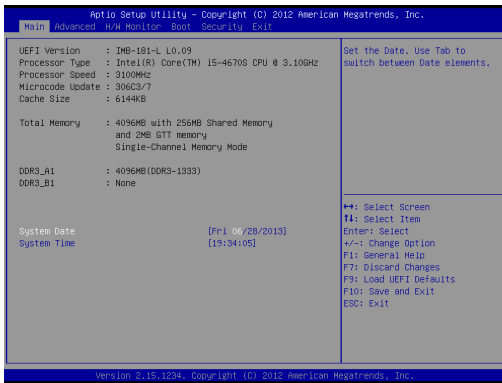 Aptio Setup Utility – Copyright (C) 2012 American Megatrends, Inc.
Main Advanced H/W Monitor Boot Security Exit
UEFI Version : IMB-181-L L0.09
Processor Type : Intel(R) Core(TM) i5-4670S CPU @ 3.10GHz
Processor Speed : 3100MHz
Microcode Update : 306C3/7
Cache Size : 6144KB
Total Memory : 4096MB with 256MB Shared Memory
and 2MB GTT memory
Single-Channel Memory Mode
DDR3_A1 : 4096MB(DDR3-1333)
DDR3_B1 : None
System Date [Fri 06/28/2013]
System Time [19:34:05]
Set the Date. Use Tab to
switch between Date elements.
↔: Select Screen
↑↓: Select Item
Enter: Select
+/-: Change Option
F1: General Help
F7: Discard Changes
F9: Load UEFI Defaults
F10: Save and Exit
ESC: Exit
Version 2.15.1234. Copyright (C) 2012 American Megatrends, Inc.